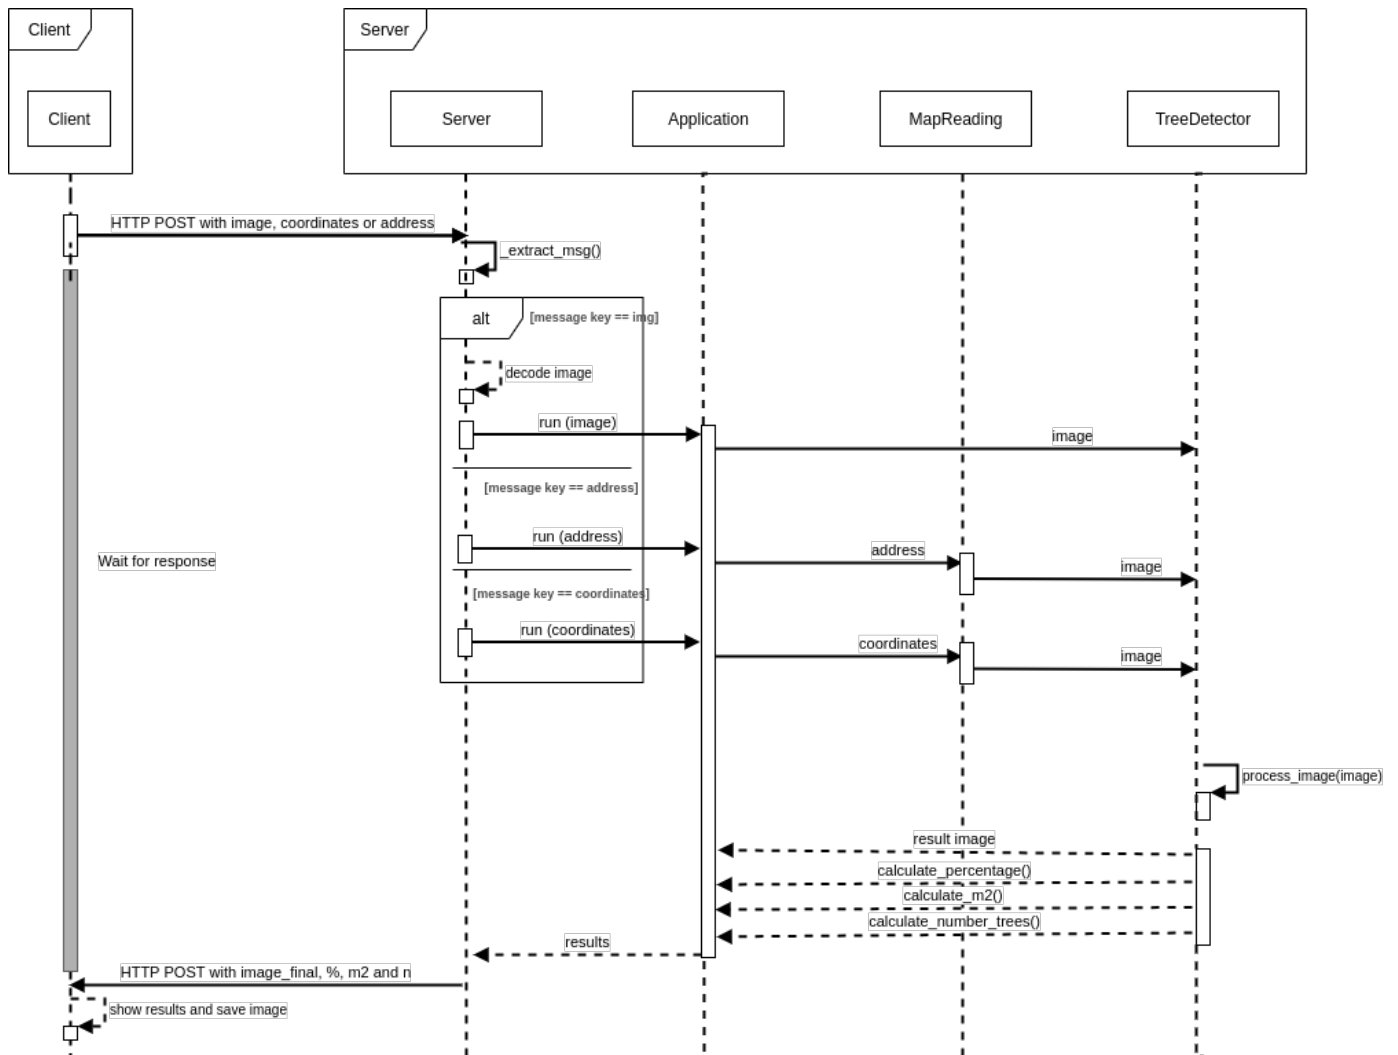 Client
Server
Client
Server
Application
MapReading
TreeDetector
HTTP POST with image, coordinates or address
_extract_msg()
alt
[message key == img]
decode image
run (image)
image
[message key == address]
run (address)
address
image
Wait for response
[message key == coordinates]
run (coordinates)
coordinates
image
process_image(image)
result image
calculate_percentage()
calculate_m2()
calculate_number_trees()
results
HTTP POST with image_final, %, m2 and n
show results and save image